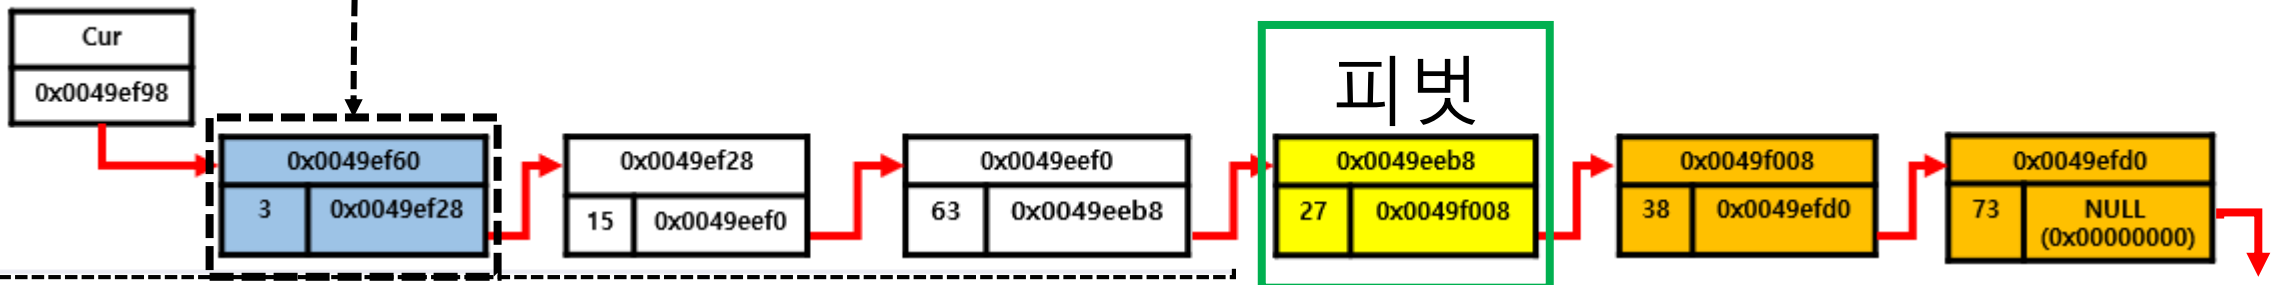 Cur
0x0049ef98
피벗
0x0049ef60
3 0x0049ef28
0x0049ef28
15 0x0049eef0
0x0049eef0
63 0x0049eeb8
0x0049eeb8
27 0x0049f008
0x0049f008
38 0x0049efd0
0x0049efd0
73 NULL
(0x00000000)